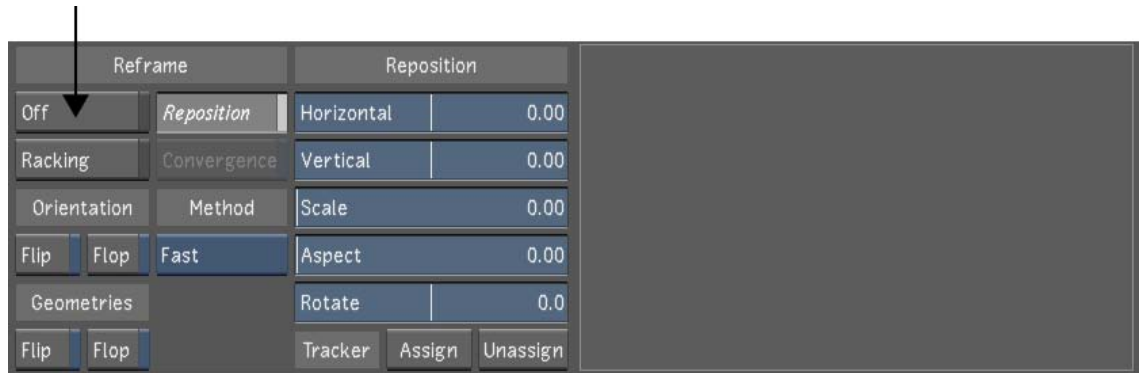 Reframe Reposition
Off Reposition Horizontal 0.00
Racking Convergence Vertical 0.00
Orientation Method Scale 0.00
Flip Flop Fast Aspect 0.00
Geometries Rotate 0.0
Flip Flop Tracker Assign Unassign